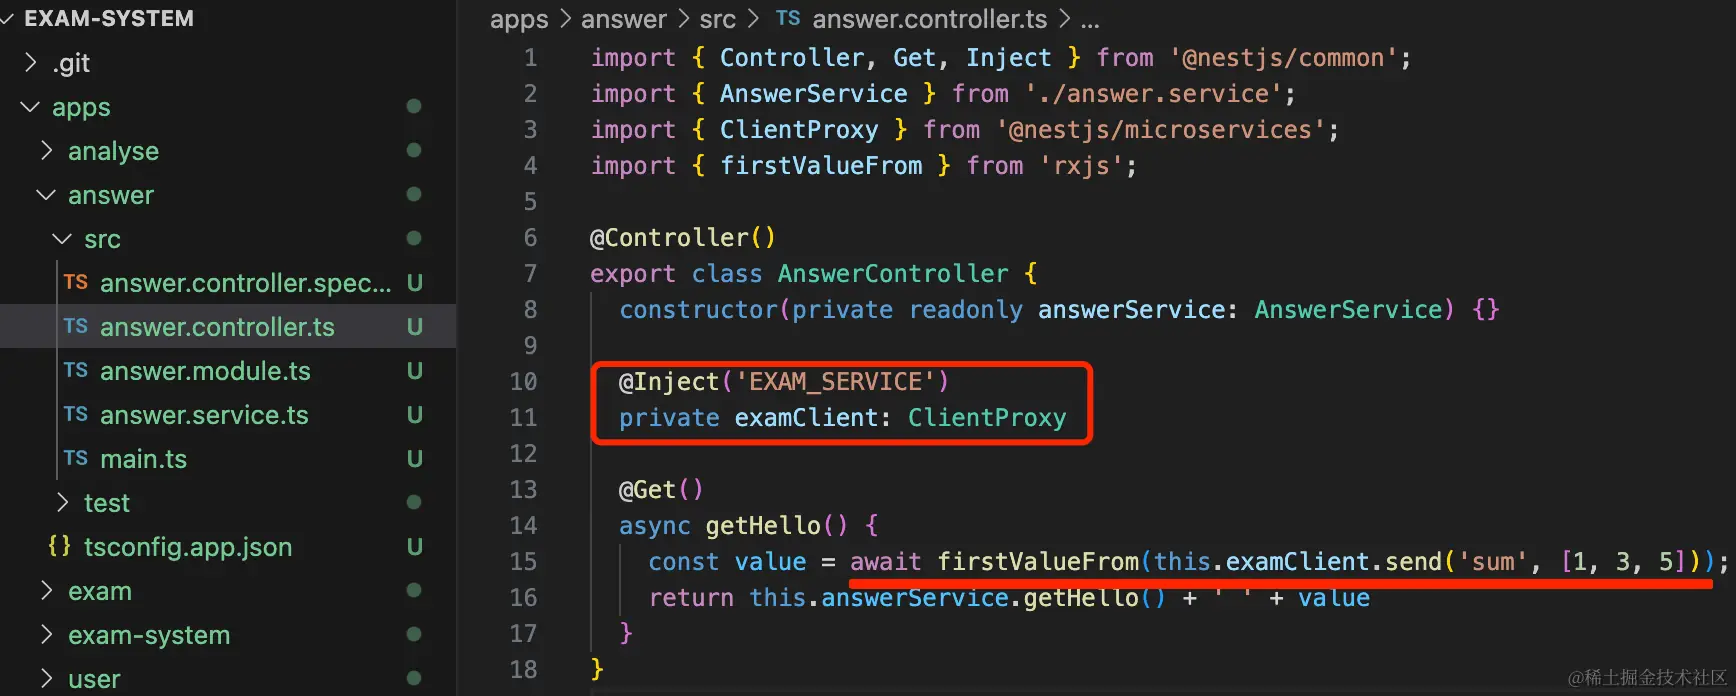 EXAM-SYSTEM
.git
apps
analyse
answer
src
TS answer.controller.spec... U
TS answer.controller.ts U
TS answer.module.ts U
TS answer.service.ts U
TS main.ts U
test
{} tsconfig.app.json U
exam
exam-system
user
apps > answer > src > TS answer.controller.ts > ...
1 import { Controller, Get, Inject } from '@nestjs/common';
2 import { AnswerService } from './answer.service';
3 import { ClientProxy } from '@nestjs/microservices';
4 import { firstValueFrom } from 'rxjs';
5
6 @Controller()
7 export class AnswerController {
8   constructor(private readonly answerService: AnswerService) {}
9
10   @Inject('EXAM_SERVICE')
11   private examClient: ClientProxy
12
13   @Get()
14   async getHello() {
15     const value = await firstValueFrom(this.examClient.send('sum', [1, 3, 5]));
16     return this.answerService.getHello() + ' ' + value
17   }
18 }
@稀土掘金技术社区